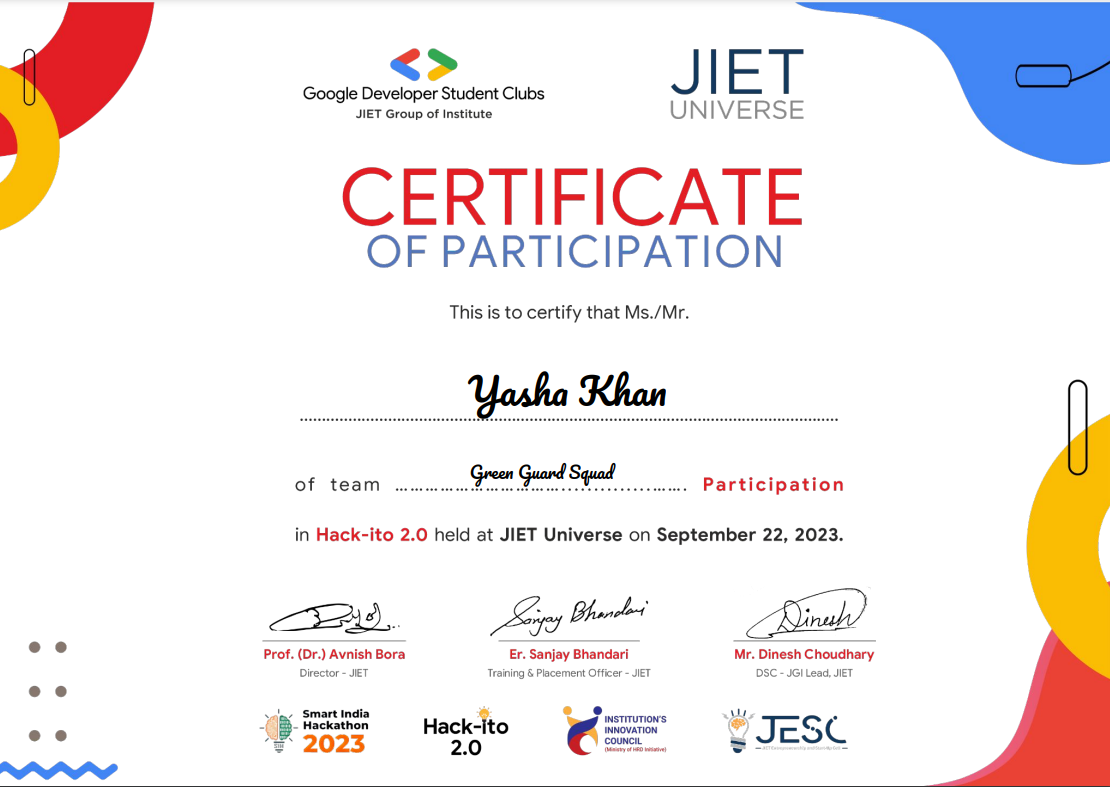 Google Developer Student Clubs
JIET Group of Institute
JIET
UNIVERSE
CERTIFICATE
OF PARTICIPATION
This is to certify that Ms./Mr.
Yasha Khan
of team Green Guard Squad Participation
in Hack-ito 2.0 held at JIET Universe on September 22, 2023.
Sanjay Bhandari
Dinesh
Prof. (Dr.) Avnish Bora
Er. Sanjay Bhandari
Mr. Dinesh Choudhary
Director - JIET
Training & Placement Officer - JIET
DSC - JGI Lead, JIET
Smart India
Hackathon
2023
Hack-ito
2.0
INSTITUTION'S
INNOVATION
COUNCIL
(Ministry of HRD Initiative)
JESC